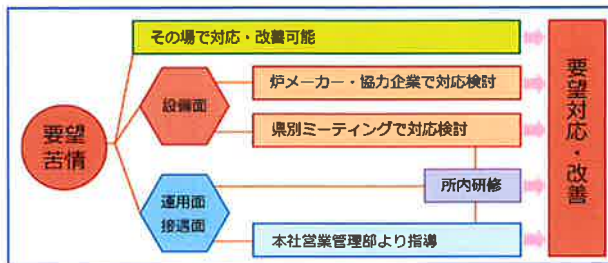 要望
苦情
その場で対応・改善可能
設備面
炉メーカー・協力企業で対応検討
県別ミーティングで対応検討
運用面
接遇面
所内研修
本社営業管理部より指導
要望対応・改善